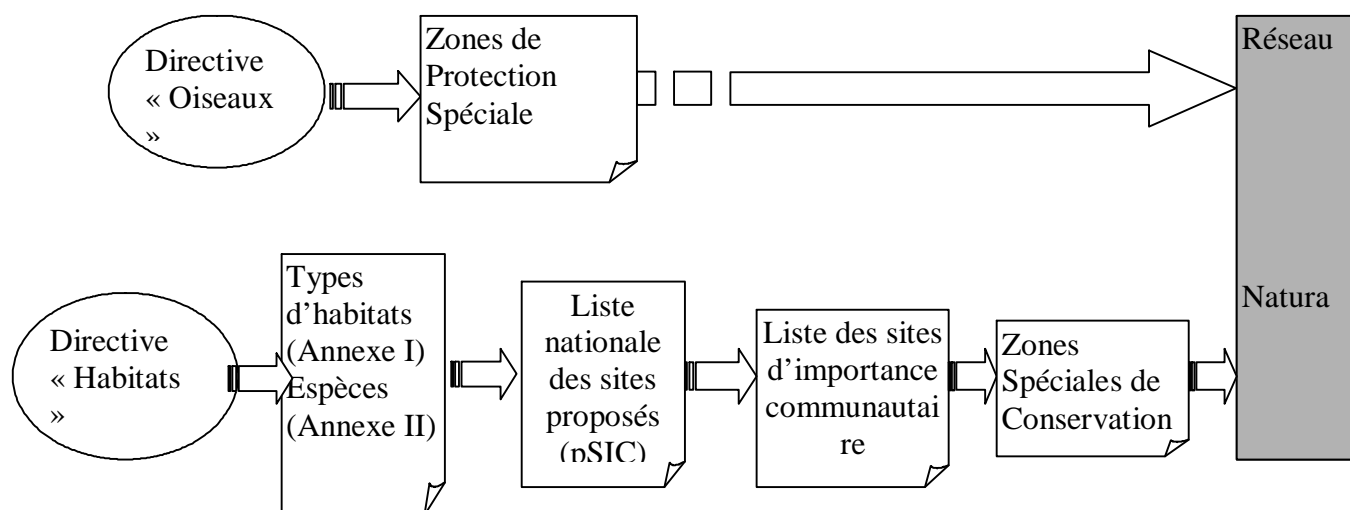 Directive
« Oiseaux
»
Zones de
Protection
Spéciale
Réseau
Natura
Directive
« Habitats
»
Types
d’habitats
(Annexe I)
Espèces
(Annexe II)
Liste
nationale
des sites
proposés
(pSIC)
Liste des sites
d’importance
communautai
re
Zones
Spéciales de
Conservation